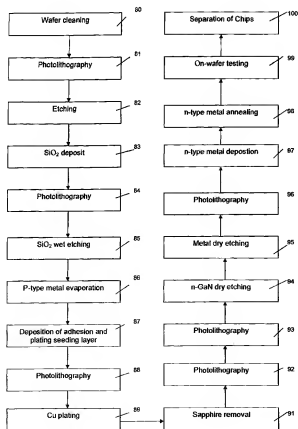 Wafer cleaning
80
Photolithography
81
Etching
82
SiO₂ deposit
83
Photolithography
84
SiO₂ wet etching
85
P-type metal evaporation
86
Deposition of adhesion and
plating seeding layer
87
Photolithography
88
Cu plating
89
Sapphire removal
91
Photolithography
92
Photolithography
93
n-GaN dry etching
94
Metal dry etching
95
Photolithography
96
n-type metal depostion
97
n-type metal annealing
98
On-wafer testing
99
Separation of Chips
100